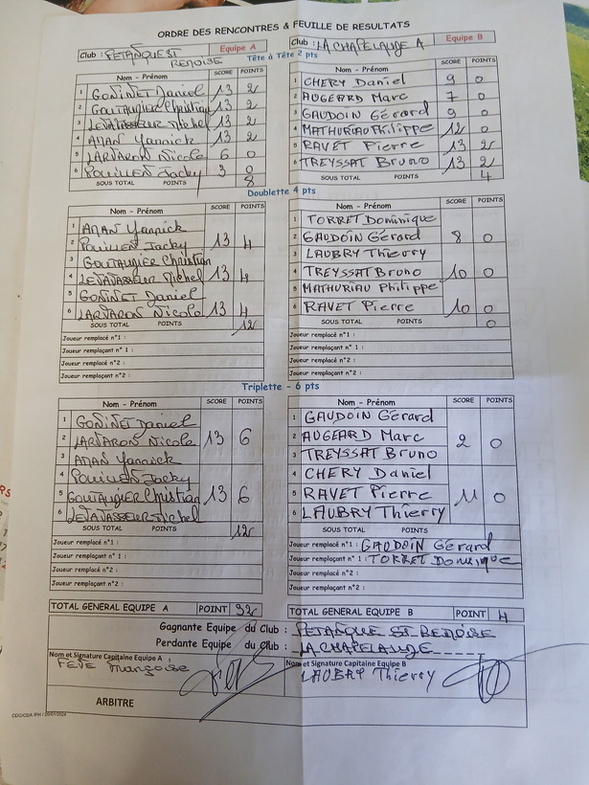 ORDRE DES RENCONTRES & FEUILLE DE RESULTATS
Club : PETANQUE ST RENOISE Equipe A
Club : LA CHAPELAUDE A Equipe B
Tête à Tête 2 pts
Nom - Prénom SCORE POINTS
1 GONINET Daniel 13 2
2 GOUTAUGIER Christian 13 2
3 LEVAVASSEUR Michel 13 2
4 AMAN Yannick 13 2
5 LARVARON Nicole 6 0
6 POUILLEN Jacky 3 0
SOUS TOTAL POINTS 8
Nom - Prénom SCORE POINTS
1 CHERY Daniel 9 0
2 AUGEARD Marc 7 0
3 GAUDOIN Gérard 9 0
4 MATHURIAU Philippe 12 0
5 RAVET Pierre 13 2
6 TREYSSAT Bruno 13 2
SOUS TOTAL POINTS 4
Doublette 4 pts
Nom - Prénom SCORE POINTS
1 AMAN Yannick
2 POUILLEN Jacky 13 4
3 GOUTAUGIER Christian
4 LEVAVASSEUR Michel 13 4
5 GONINET Daniel
6 LARVARON Nicole 13 4
SOUS TOTAL POINTS 12
Joueur remplacé n°1 :
Joueur remplaçant n° 1 :
Joueur remplacé n°2 :
Joueur remplaçant n°2 :
Nom - Prénom SCORE POINTS
1 TORRET Dominique
2 GAUDOIN Gérard 8 0
3 LAUBRY Thierry
4 TREYSSAT Bruno 10 0
5 MATHURIAU Philippe
6 RAVET Pierre 10 0
SOUS TOTAL POINTS 0
Joueur remplacé n°1 :
Joueur remplaçant n° 1 :
Joueur remplacé n°2 :
Joueur remplaçant n°2 :
Triplette - 6 pts
Nom - Prénom SCORE POINTS
1 GONINET Daniel
2 LARVARON Nicole 13 6
3 AMAN Yannick
4 POUILLEN Jacky
5 GOUTAUGIER Christian 13 6
6 LEVAVASSEUR Michel
SOUS TOTAL POINTS 12
Joueur remplacé n°1 :
Joueur remplaçant n° 1 :
Joueur remplacé n°2 :
Joueur remplaçant n°2 :
Nom - Prénom SCORE POINTS
1 GAUDOIN Gérard
2 AUGEARD Marc 2 0
3 TREYSSAT Bruno
4 CHERY Daniel
5 RAVET Pierre 11 0
6 LAUBRY Thierry
SOUS TOTAL POINTS 0
Joueur remplacé n°1 : GAUDOIN Gérard
Joueur remplaçant n° 1 : TORRET Dominique
Joueur remplacé n°2 :
Joueur remplaçant n°2 :
TOTAL GENERAL EQUIPE A POINT 32
TOTAL GENERAL EQUIPE B POINT 4
Gagnante Equipe du Club : PETANQUE ST RENOISE
Perdante Equipe du Club : LA CHAPELAUDE
Nom et Signature Capitaine Equipe A
FEVE Françoise
Nom et Signature Capitaine Equipe B
LAUBRY Thierry
ARBITRE